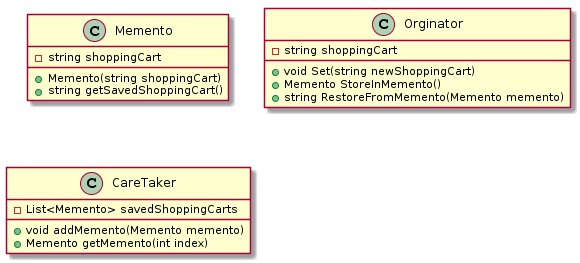 C Memento
string shoppingCart
Memento(string shoppingCart)
string getSavedShoppingCart()
C Orginator
string shoppingCart
void Set(string newShoppingCart)
Memento StoreInMemento()
string RestoreFromMemento(Memento memento)
C CareTaker
List<Memento> savedShoppingCarts
void addMemento(Memento memento)
Memento getMemento(int index)